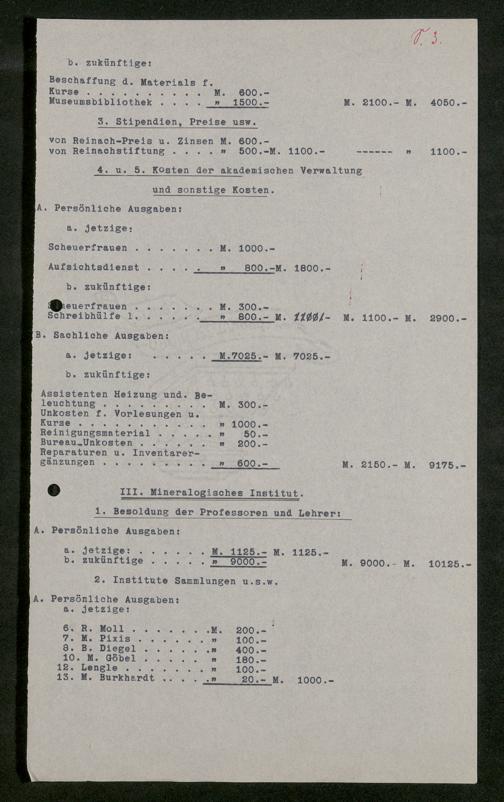 3.
b. zukünftige:
Beschaffung d. Materials f.
Kurse . . . . . . . . . . M. 600.-
Museumsbibliothek . . . . " 1500.- M. 2100.- M. 4050.-
3. Stipendien, Preise usw.
von Reinach-Preis u. Zinsen M. 600.-
von Reinachstiftung . . . . " 500.-M. 1100.- ------ " 1100.-
4. u. 5. Kosten der akademischen Verwaltung
und sonstige Kosten.
A. Persönliche Ausgaben:
a. jetzige:
Scheuerfrauen . . . . . . . M. 1000.-
Aufsichtsdienst . . . . . " 800.-M. 1800.-
b. zukünftige:
Scheuerfrauen . . . . . . . M. 300.-
Schreibhülfe 1. . . . . . . " 800.- M. 1100.- M. 1100.- M. 2900.-
B. Sachliche Ausgaben:
a. jetzige: . . . . . M.7025.- M. 7025.-
b. zukünftige:
Assistenten Heizung und. Be-
leuchtung . . . . . . . . . M. 300.-
Unkosten f. Vorlesungen u.
Kurse . . . . . . . . . . . " 1000.-
Reinigungsmaterial . . . . . " 50.-
Bureau-Unkosten . . . . . . " 200.-
Reparaturen u. Inventarer-
gänzungen . . . . . . . . . " 600.- M. 2150.- M. 9175.-
III. Mineralogisches Institut.
1. Besoldung der Professoren und Lehrer:
A. Persönliche Ausgaben:
a. jetzige: . . . . . . M. 1125.- M. 1125.-
b. zukünftige . . . . . " 9000.- M. 9000.- M. 10125.-
2. Institute Sammlungen u.s.w.
A. Persönliche Ausgaben:
a. jetzige:
6. R. Moll . . . . . . .M. 200.-
7. M. Pixis . . . . . . ." 100.-
8. B. Diegel . . . . . . ." 400.-
10. M. Göbel . . . . . . " 180.-
12. Lengle . . . . . . . " 100.-
13. M. Burkhardt . . . . ." 20.- M. 1000.-